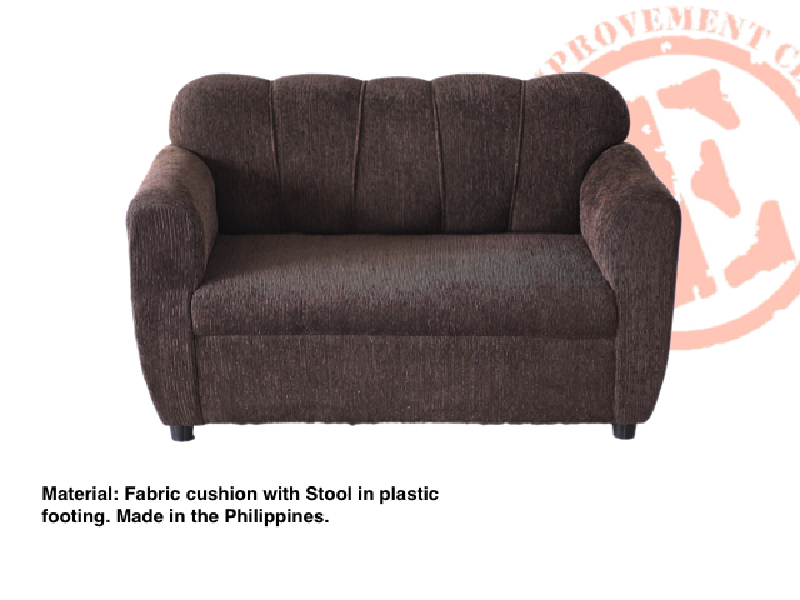 PROVEMENT C
E
Material: Fabric cushion with Stool in plastic
footing. Made in the Philippines.